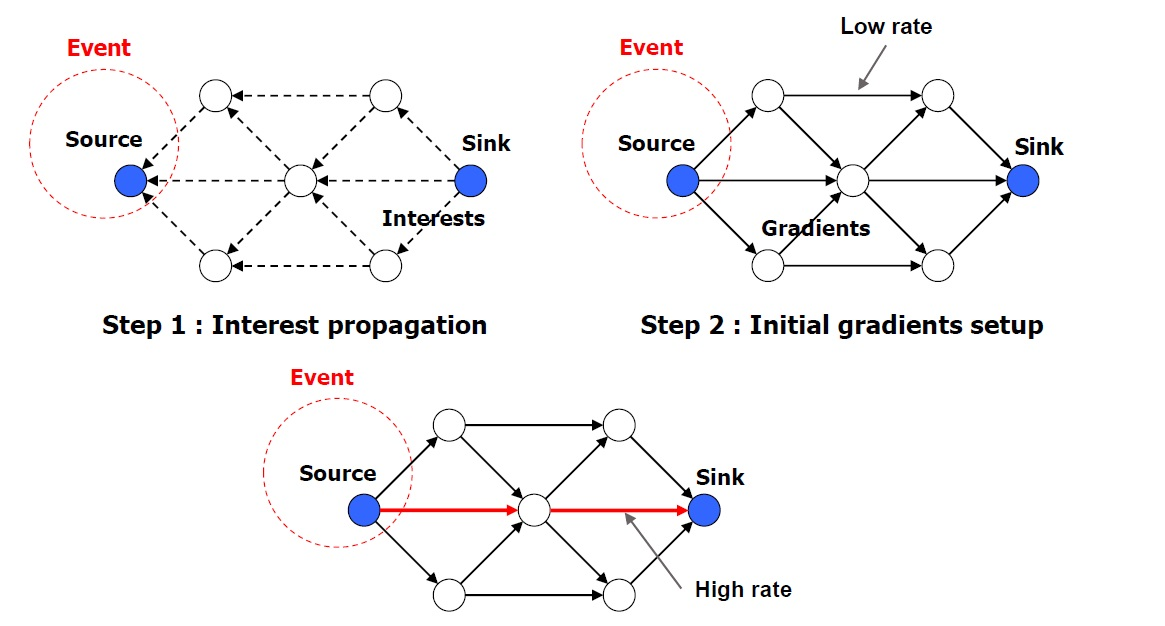 Event
Source
Sink
Interests
Step 1 : Interest propagation
Low rate
Event
Source
Sink
Gradients
Step 2 : Initial gradients setup
Event
Source
Sink
High rate